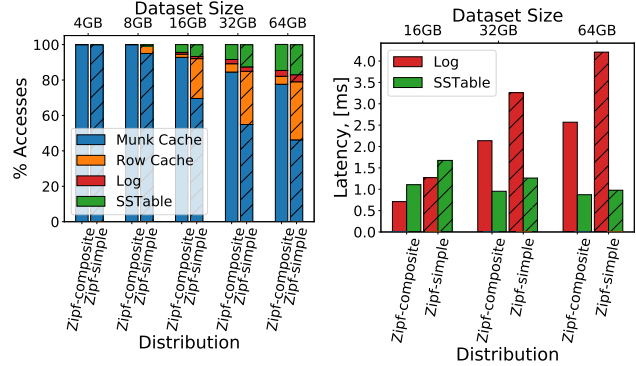 Dataset Size
4GB 8GB 16GB 32GB 64GB
100
80
60
40
20
0
% Accesses
Munk Cache
Row Cache
Log
SSTable
Zipf-composite
Zipf-simple
Zipf-composite
Zipf-simple
Zipf-composite
Zipf-simple
Zipf-composite
Zipf-simple
Zipf-composite
Zipf-simple
Distribution
Dataset Size
16GB 32GB 64GB
4.0
3.5
3.0
2.5
2.0
1.5
1.0
0.5
0.0
Latency, [ms]
Log
SSTable
Zipf-composite
Zipf-simple
Zipf-composite
Zipf-simple
Zipf-composite
Zipf-simple
Distribution